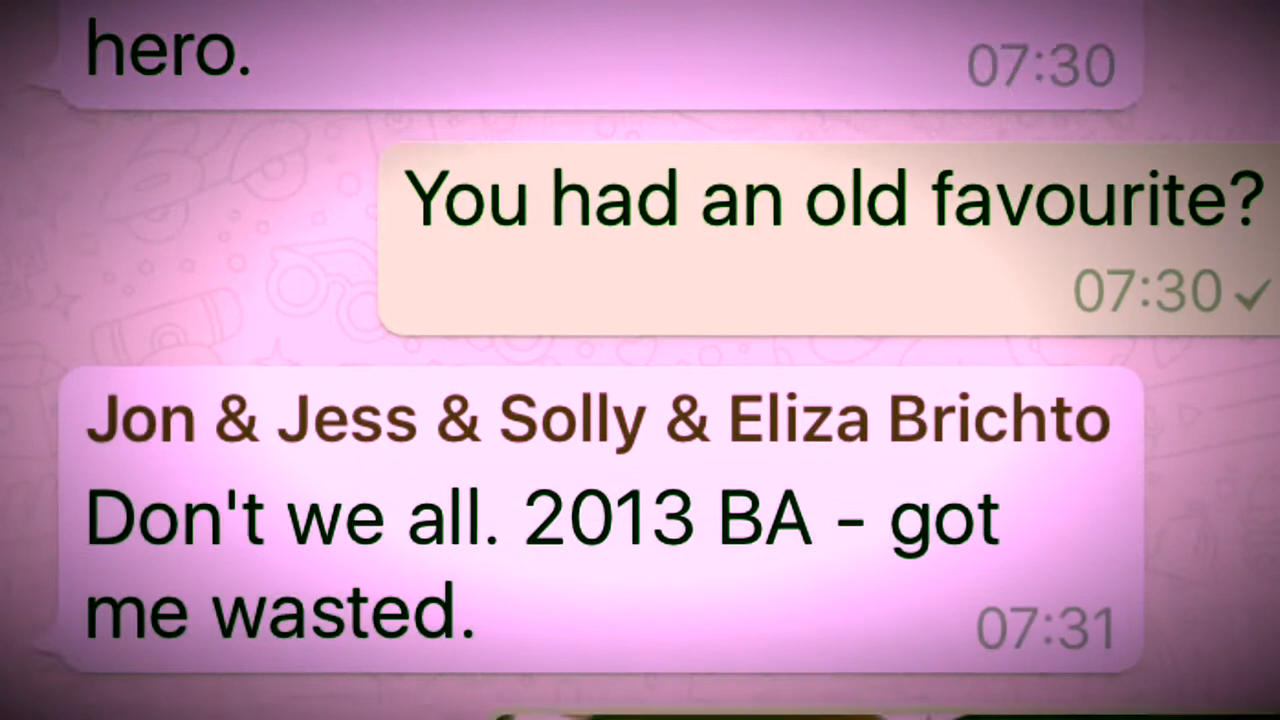 hero.
07:30
You had an old favourite?
07:30
Jon & Jess & Solly & Eliza Brichto
Don't we all. 2013 BA - got
me wasted.
07:31